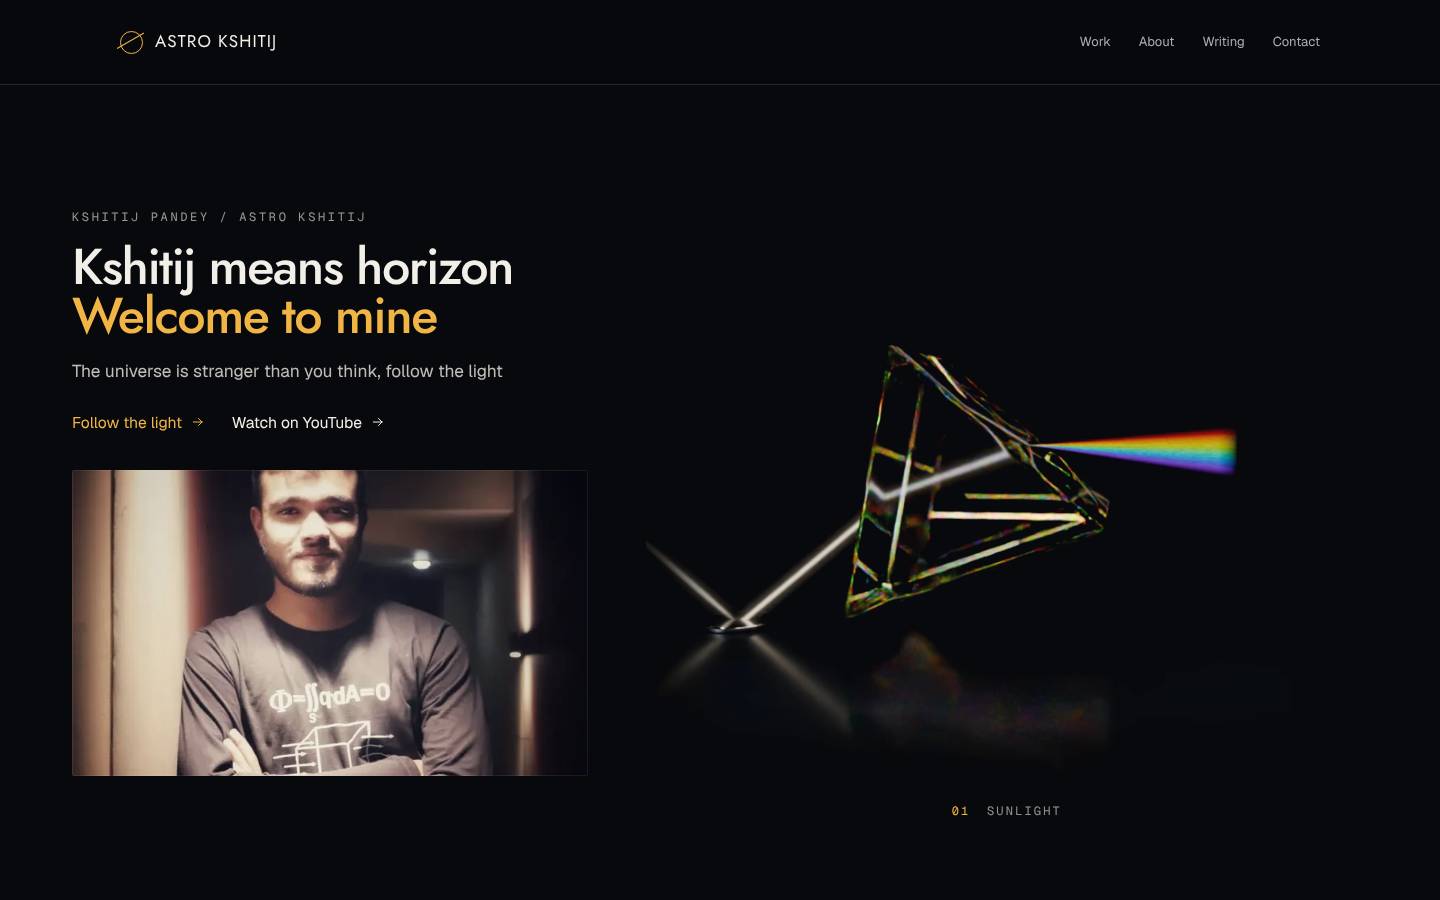 ASTRO KSHITIJ
Work About Writing Contact
KSHITIJ PANDEY / ASTRO KSHITIJ
Kshitij means horizon
Welcome to mine
The universe is stranger than you think, follow the light
Follow the light → Watch on YouTube →
Φ=∫∫q·dA=0
S
01 SUNLIGHT